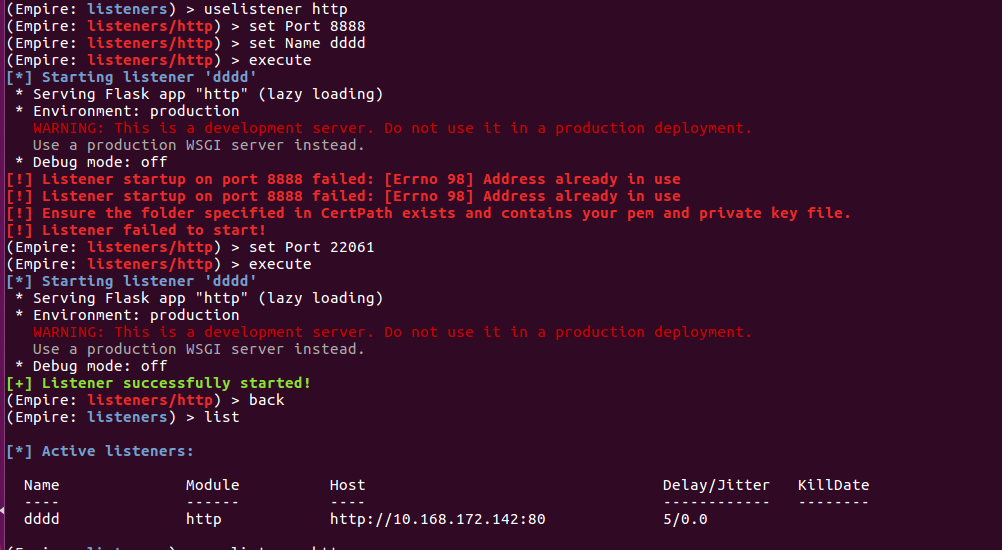 (Empire: listeners) > uselistener http
(Empire: listeners/http) > set Port 8888
(Empire: listeners/http) > set Name dddd
(Empire: listeners/http) > execute
[*] Starting listener 'dddd'
 * Serving Flask app "http" (lazy loading)
 * Environment: production
   WARNING: This is a development server. Do not use it in a production deployment.
   Use a production WSGI server instead.
 * Debug mode: off
[!] Listener startup on port 8888 failed: [Errno 98] Address already in use
[!] Listener startup on port 8888 failed: [Errno 98] Address already in use
[!] Ensure the folder specified in CertPath exists and contains your pem and private key file.
[!] Listener failed to start!
(Empire: listeners/http) > set Port 22061
(Empire: listeners/http) > execute
[*] Starting listener 'dddd'
 * Serving Flask app "http" (lazy loading)
 * Environment: production
   WARNING: This is a development server. Do not use it in a production deployment.
   Use a production WSGI server instead.
 * Debug mode: off
[+] Listener successfully started!
(Empire: listeners/http) > back
(Empire: listeners) > list
[*] Active listeners:
  Name              Module          Host                                 Delay/Jitter   KillDate
  ----              ------          ----                                 ------------   --------
  dddd              http            http://10.168.172.142:80             5/0.0